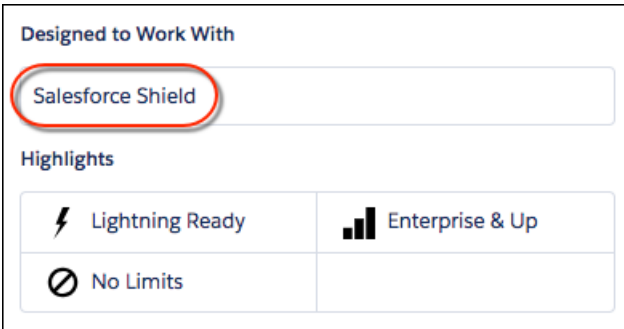 Designed to Work With
Salesforce Shield
Highlights
Lightning Ready
Enterprise & Up
No Limits